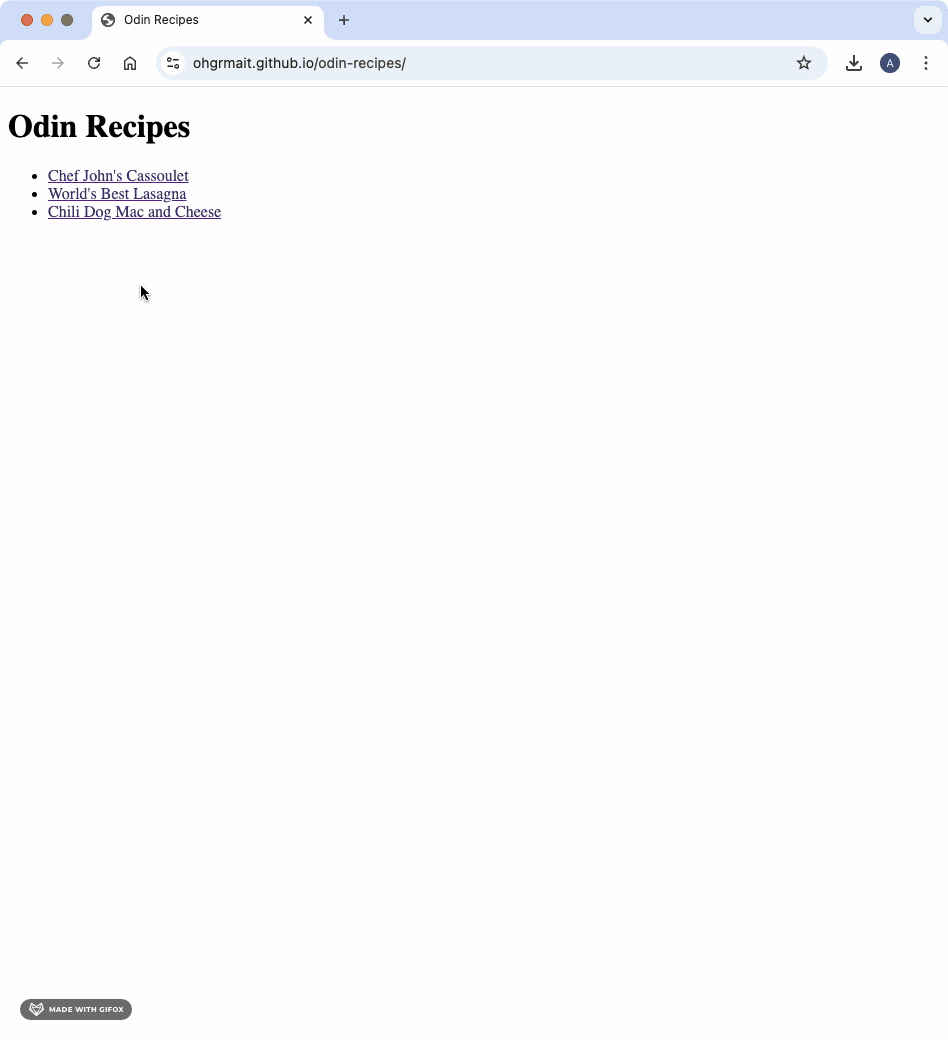 Odin Recipes
ohgrmait.github.io/odin-recipes/
A
Odin Recipes
Chef John's Cassoulet
World's Best Lasagna
Chili Dog Mac and Cheese
MADE WITH GIFOX